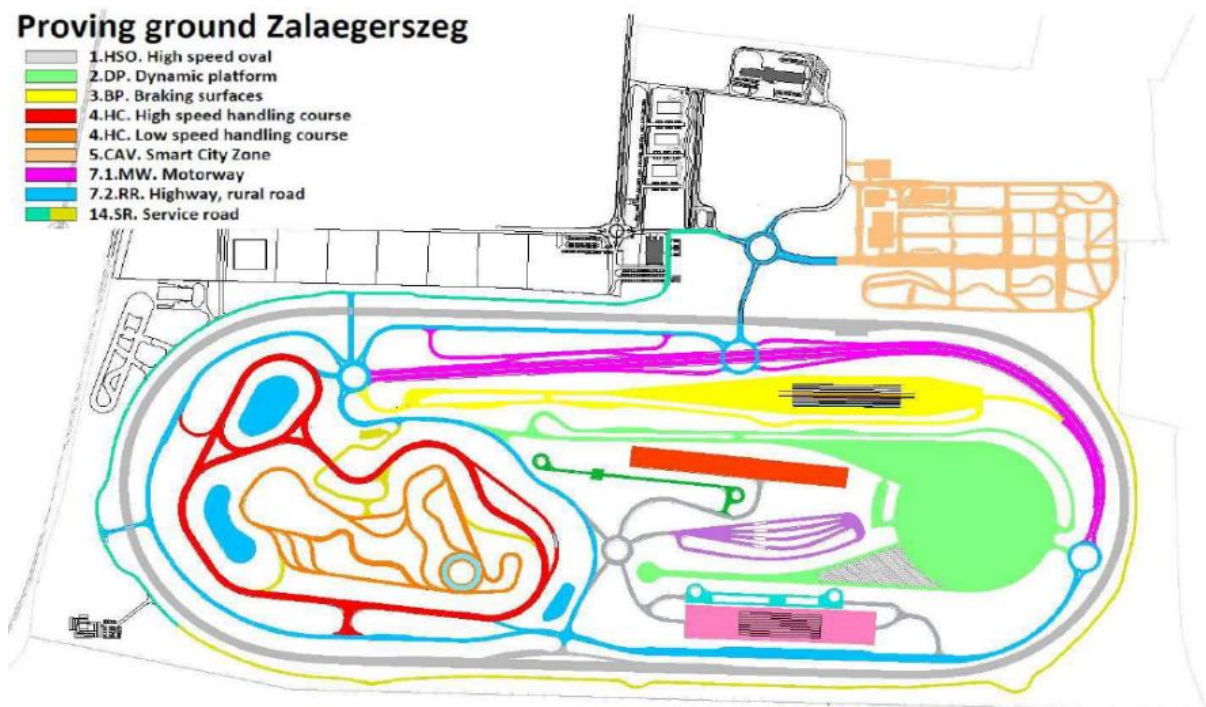 Proving ground Zalaegerszeg
1.HSO. High speed oval
2.DP. Dynamic platform
3.BP. Braking surfaces
4.HC. High speed handling course
4.HC. Low speed handling course
5.CAV. Smart City Zone
7.1.MW. Motorway
7.2.RR. Highway, rural road
14.SR. Service road